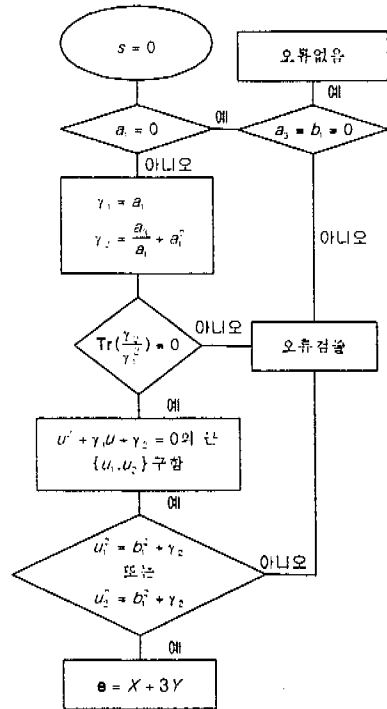 s = 0
오류없음
예
a₁ = 0
예
a₃ = b₁ = 0
아니오
γ₁ = a₁
γ₂ = a₃/a₁ + a₁²
아니오
Tr(γ₂/γ₁²) = 0
아니오
오류검출
예
u² + γ₁u + γ₂ = 0의 근
{u₁,u₂} 구함
예
u₁² = b₁² + γ₂
또는
u₂² = b₁² + γ₂
아니오
예
e = X + 3Y